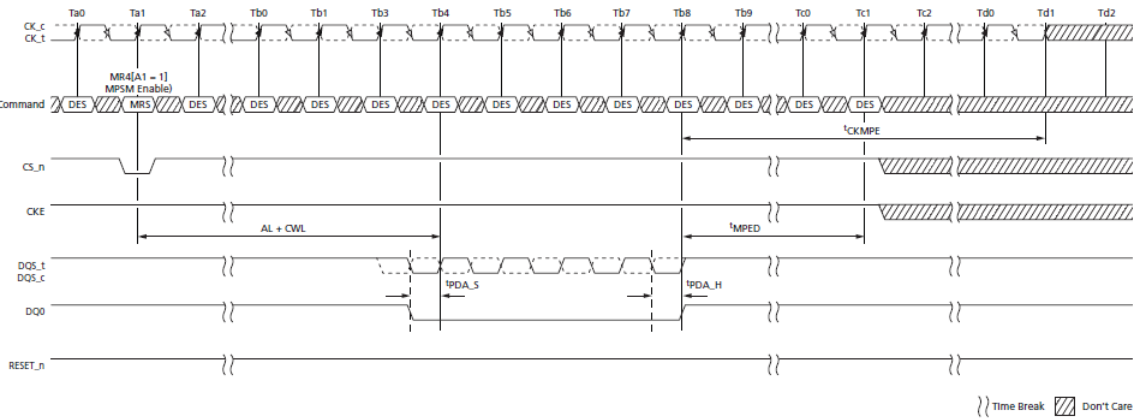 Ta0 Ta1 Ta2 Tb0 Tb1 Tb2 Tb3 Tb4 Tb5 Tb6 Tb7 Tb8 Tb9 Tc0 Tc1 Tc2 Td0 Td1 Td2
CK_c
CK_t
MR4[A1 = 1]
MPSM Enable)
Command DES MRS DES DES DES DES DES DES DES DES DES DES DES DES
tCKMPE
CS_n
CKE
AL + CWL tMPED
DQS_t
DQS_c
tPDA_S tPDA_H
DQ0
RESET_n
Time Break Don't Care